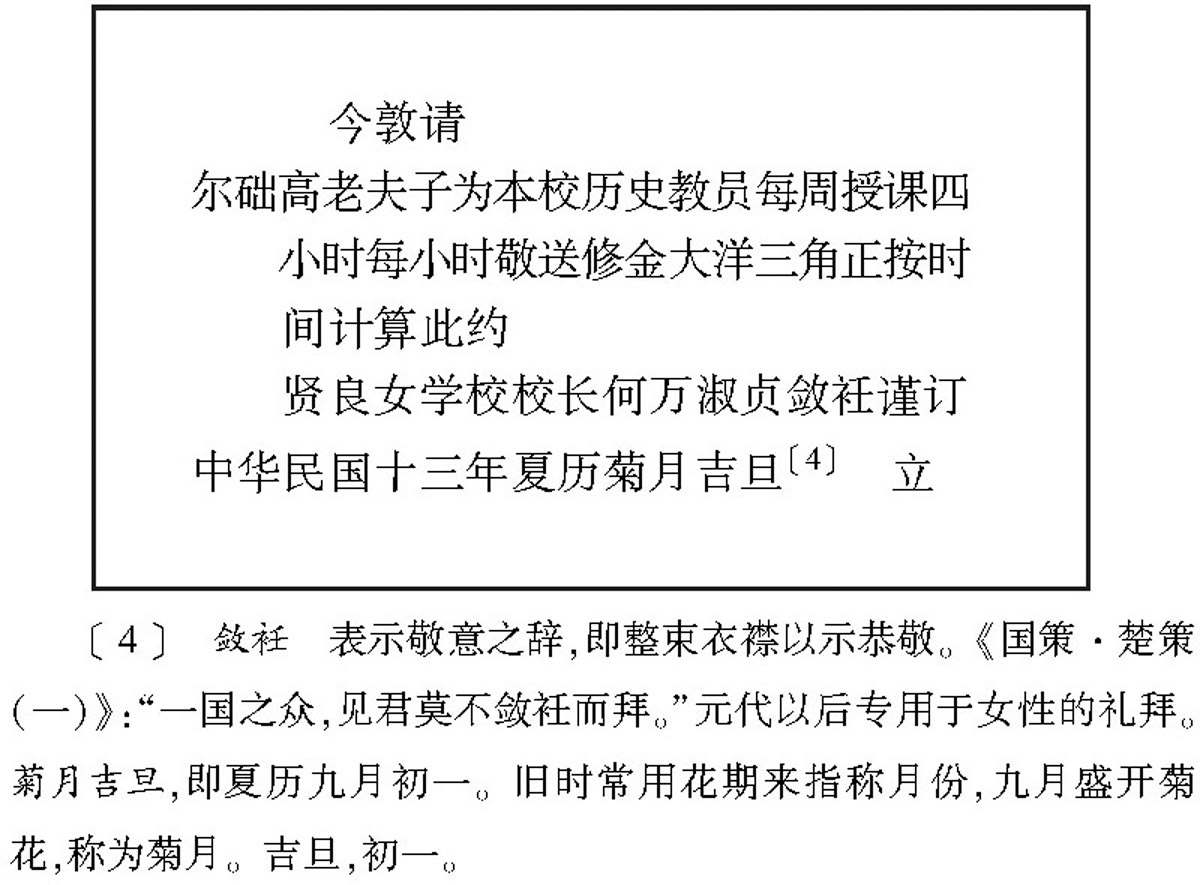 今敦请
尔础高老夫子为本校历史教员每周授课四
小时每小时敬送修金大洋三角正按时
间计算此约
贤良女学校校长何万淑贞敛衽谨订
中华民国十三年夏历菊月吉旦〔4〕 立
〔4〕 敛衽 表示敬意之辞,即整束衣襟以示恭敬。《国策·楚策
(一)》:“一国之众,见君莫不敛衽而拜。”元代以后专用于女性的礼拜。
菊月吉旦,即夏历九月初一。旧时常用花期来指称月份,九月盛开菊
花,称为菊月。吉旦,初一。